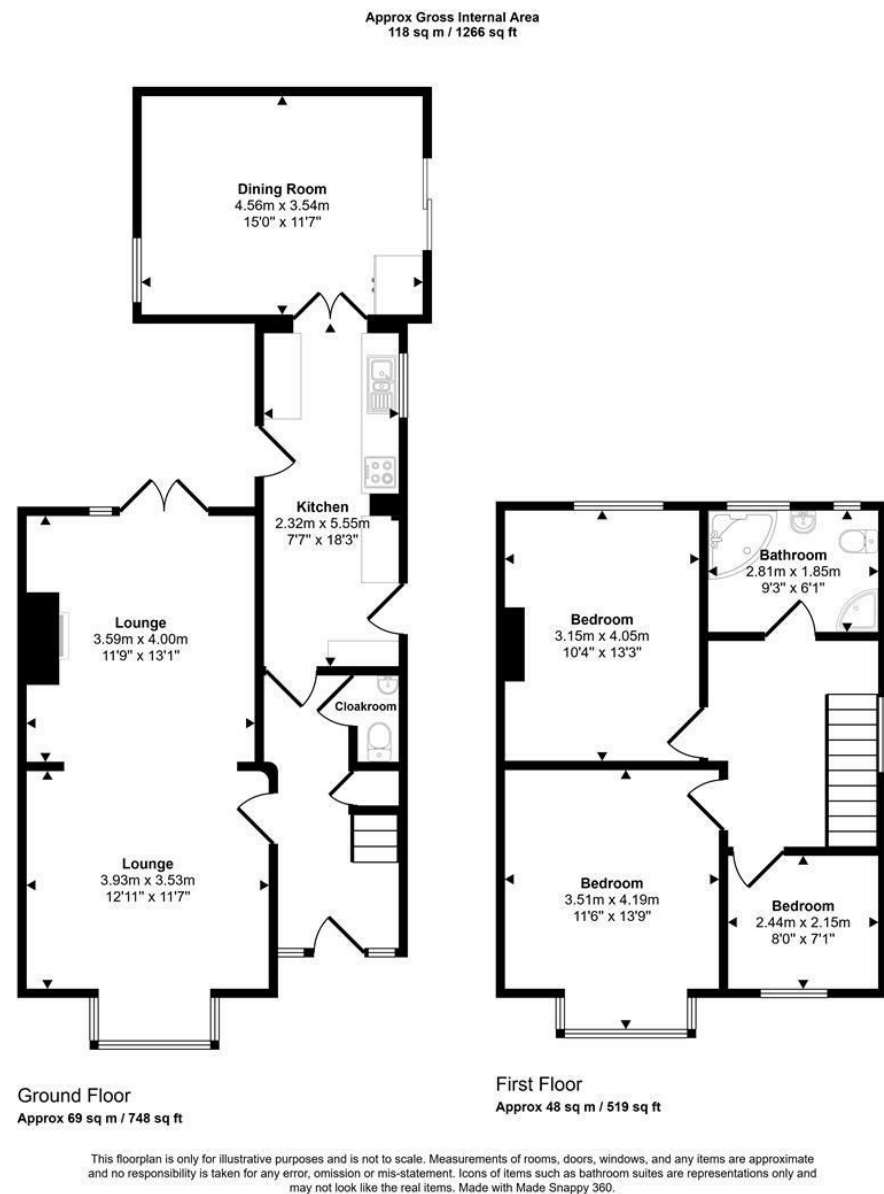 Approx Gross Internal Area
118 sq m / 1266 sq ft
Dining Room
4.56m x 3.54m
15'0" x 11'7"
Kitchen
2.32m x 5.55m
7'7" x 18'3"
Lounge
3.59m x 4.00m
11'9" x 13'1"
Cloakroom
Lounge
3.93m x 3.53m
12'11" x 11'7"
Ground Floor
Approx 69 sq m / 748 sq ft
Bathroom
2.81m x 1.85m
9'3" x 6'1"
Bedroom
3.15m x 4.05m
10'4" x 13'3"
Bedroom
3.51m x 4.19m
11'6" x 13'9"
Bedroom
2.44m x 2.15m
8'0" x 7'1"
First Floor
Approx 48 sq m / 519 sq ft
This floorplan is only for illustrative purposes and is not to scale. Measurements of rooms, doors, windows, and any items are approximate
and no responsibility is taken for any error, omission or mis-statement. Icons of items such as bathroom suites are representations only and
may not look like the real items. Made with Made Snappy 360.